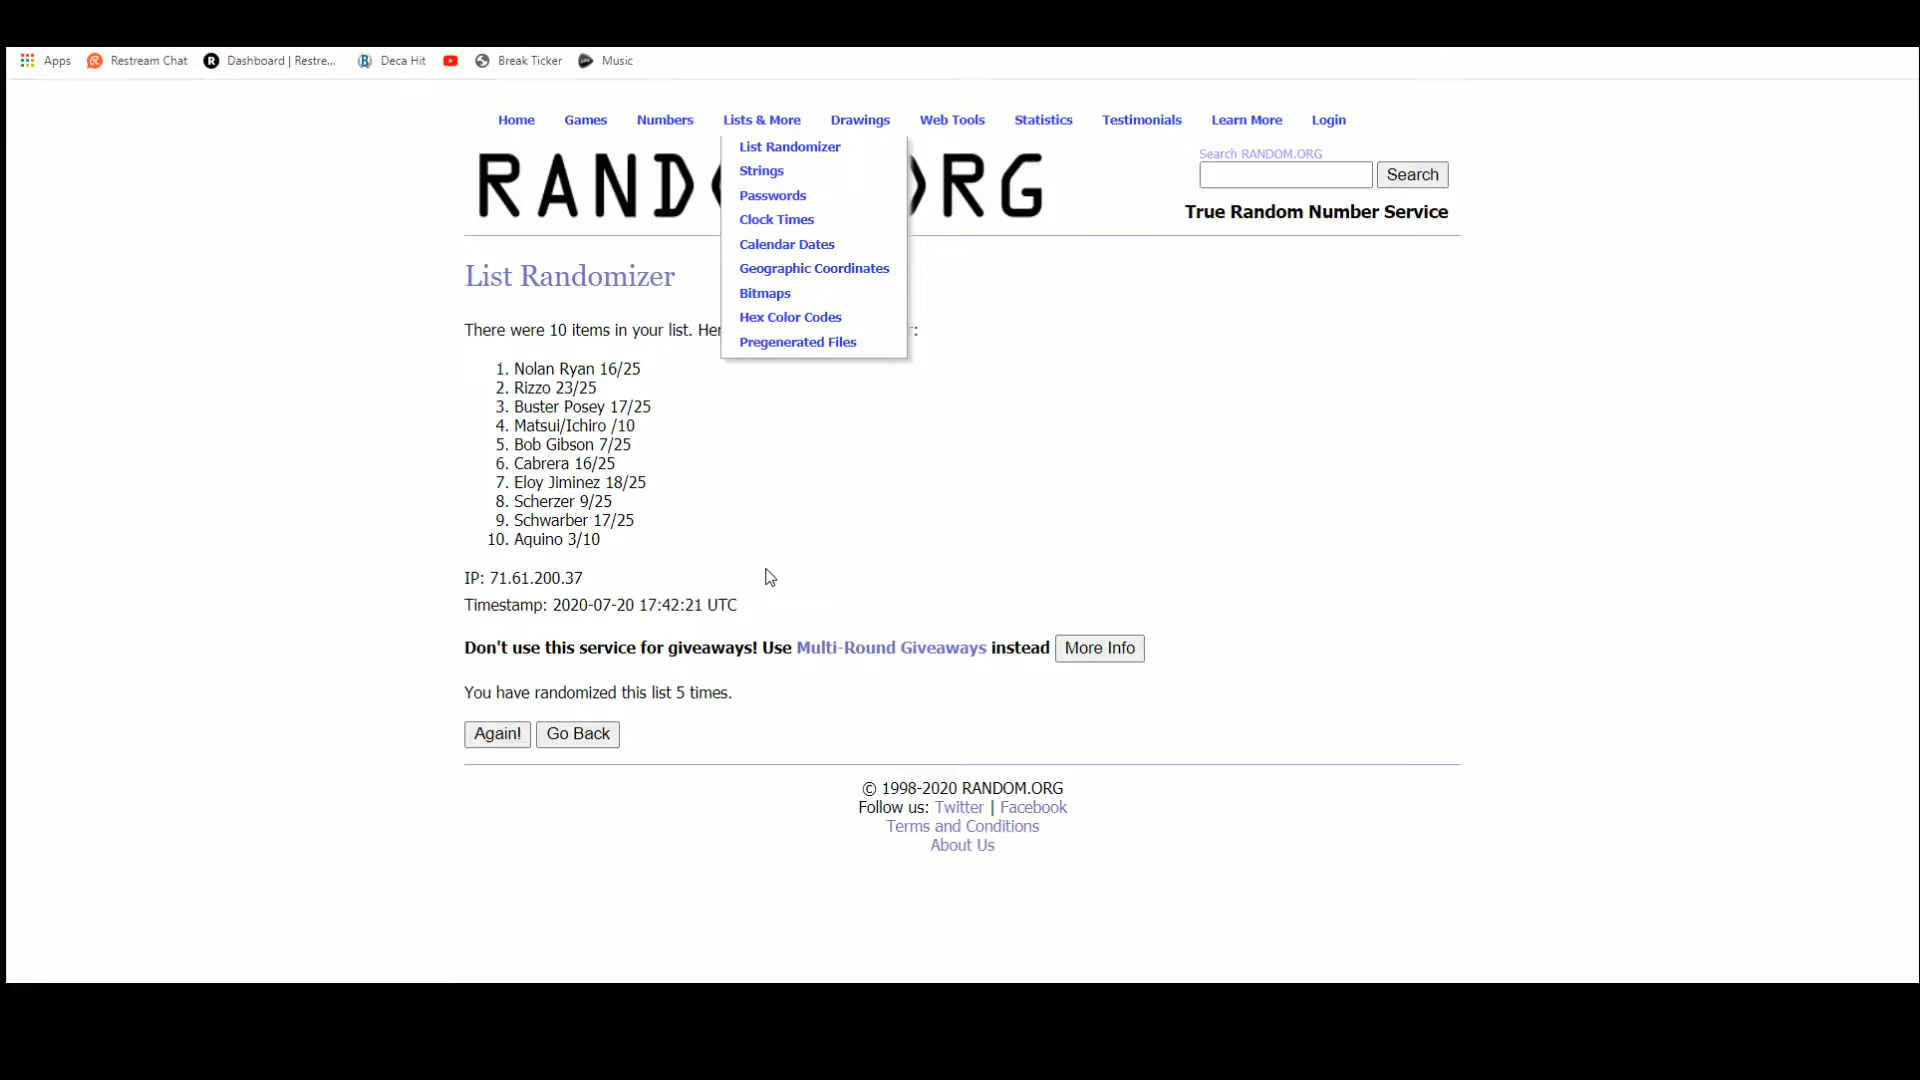 Apps Restream Chat Dashboard | Restre... Deca Hit Break Ticker Music
Home Games Numbers Lists & More Drawings Web Tools Statistics Testimonials Learn More Login
List Randomizer
Strings
Passwords
Clock Times
Calendar Dates
Geographic Coordinates
Bitmaps
Hex Color Codes
Pregenerated Files
Search RANDOM.ORG
Search
True Random Number Service
List Randomizer
There were 10 items in your list.
1. Nolan Ryan 16/25
2. Rizzo 23/25
3. Buster Posey 17/25
4. Matsui/Ichiro /10
5. Bob Gibson 7/25
6. Cabrera 16/25
7. Eloy Jiminez 18/25
8. Scherzer 9/25
9. Schwarber 17/25
10. Aquino 3/10
IP: 71.61.200.37
Timestamp: 2020-07-20 17:42:21 UTC
Don't use this service for giveaways! Use Multi-Round Giveaways instead More Info
You have randomized this list 5 times.
Again! Go Back
© 1998-2020 RANDOM.ORG
Follow us: Twitter | Facebook
Terms and Conditions
About Us